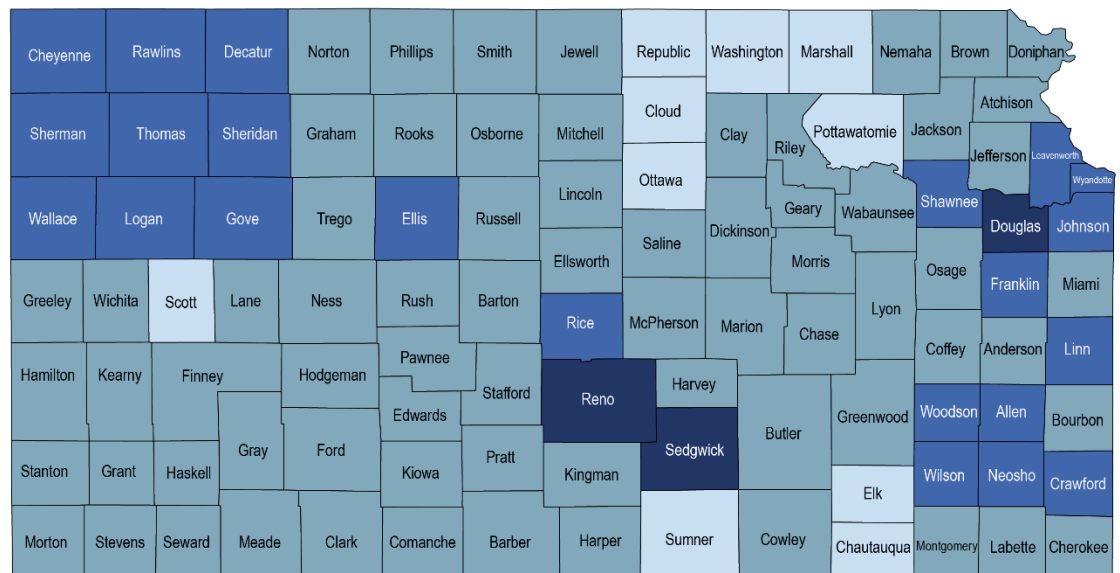 Cheyenne
Rawlins
Decatur
Norton
Phillips
Smith
Jewell
Republic
Washington
Marshall
Nemaha
Brown
Doniphan
Sherman
Thomas
Sheridan
Graham
Rooks
Osborne
Mitchell
Cloud
Clay
Riley
Pottawatomie
Jackson
Atchison
Jefferson
Leavenworth
Wyandotte
Wallace
Logan
Gove
Trego
Ellis
Russell
Lincoln
Ottawa
Saline
Dickinson
Geary
Wabaunsee
Shawnee
Douglas
Johnson
Ellsworth
Morris
Osage
Franklin
Miami
Greeley
Wichita
Scott
Lane
Ness
Rush
Barton
Rice
McPherson
Marion
Chase
Lyon
Coffey
Anderson
Linn
Hamilton
Kearny
Finney
Hodgeman
Pawnee
Stafford
Edwards
Reno
Harvey
Sedgwick
Butler
Greenwood
Woodson
Allen
Bourbon
Stanton
Grant
Haskell
Gray
Ford
Kiowa
Pratt
Kingman
Elk
Wilson
Neosho
Crawford
Morton
Stevens
Seward
Meade
Clark
Comanche
Barber
Harper
Sumner
Cowley
Chautauqua
Montgomery
Labette
Cherokee